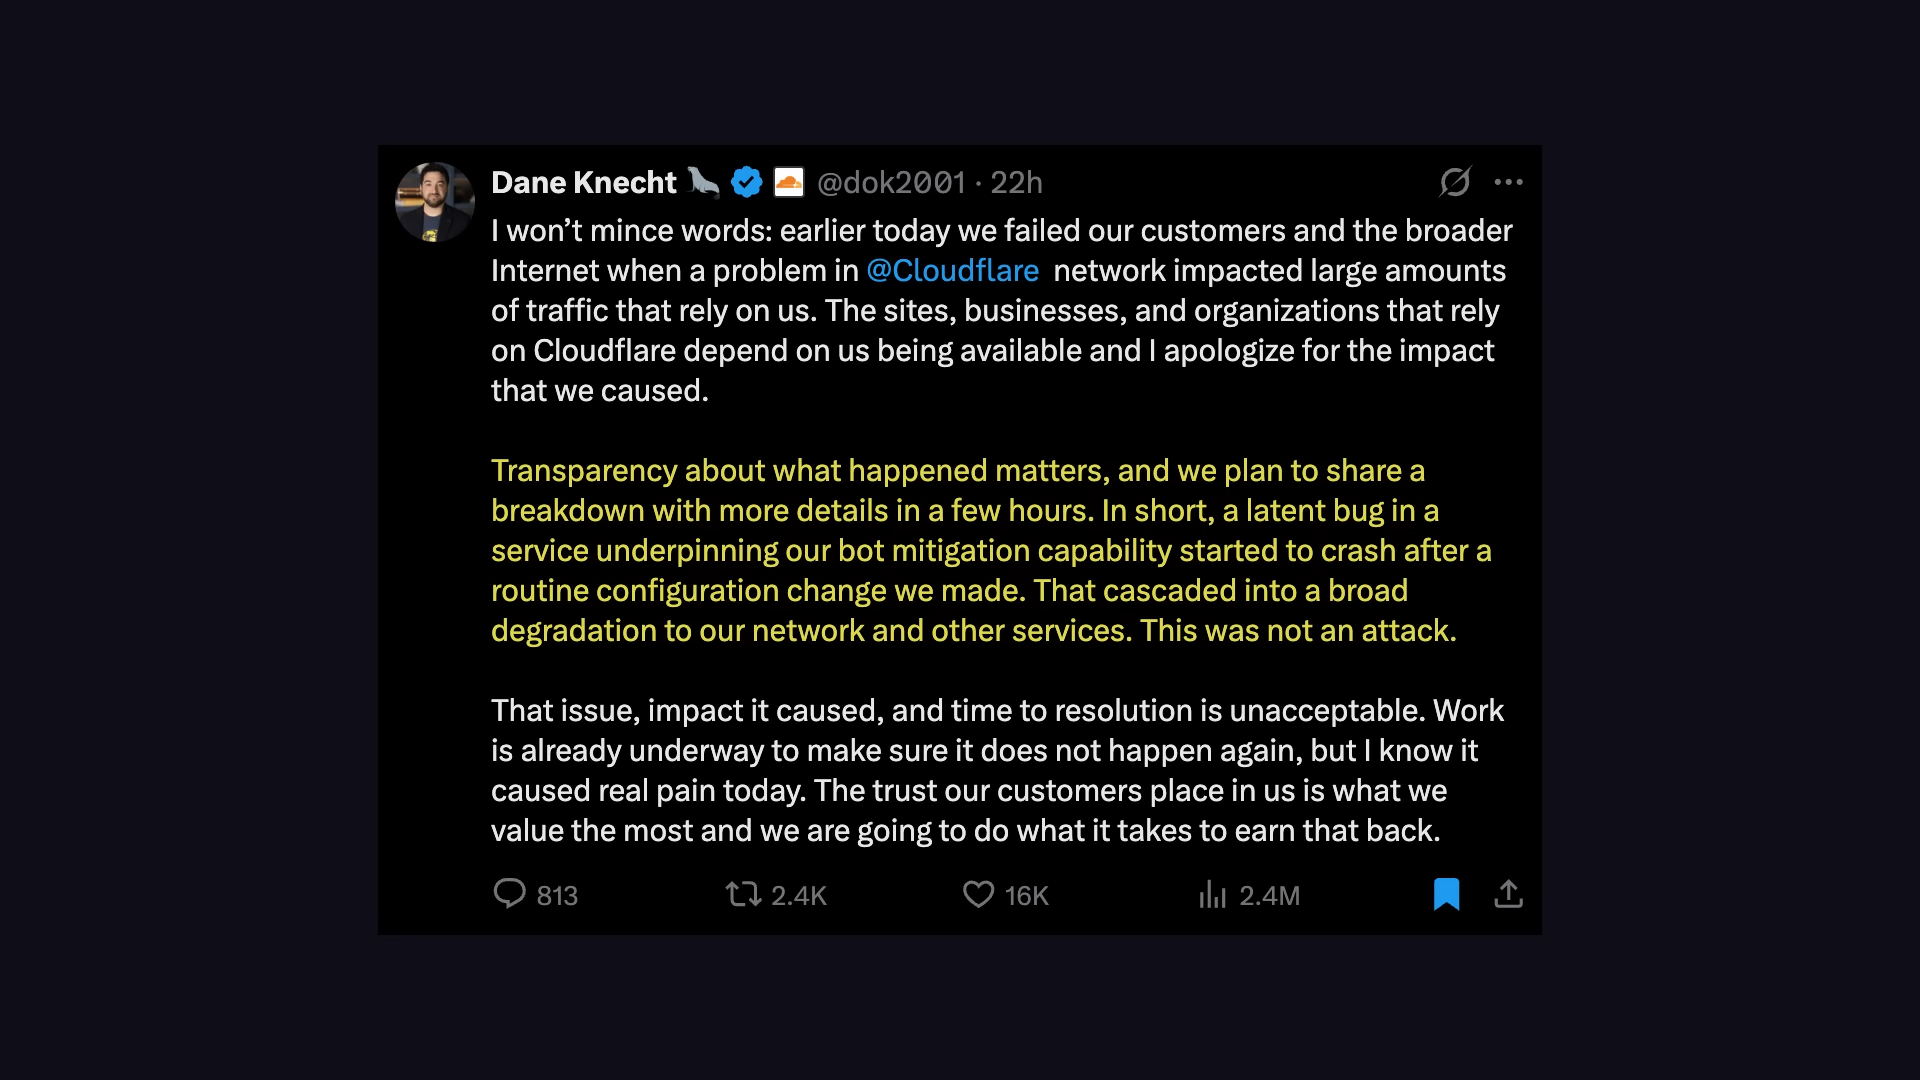 Dane Knecht @dok2001 · 22h
I won’t mince words: earlier today we failed our customers and the broader
Internet when a problem in @Cloudflare network impacted large amounts
of traffic that rely on us. The sites, businesses, and organizations that rely
on Cloudflare depend on us being available and I apologize for the impact
that we caused.
Transparency about what happened matters, and we plan to share a
breakdown with more details in a few hours. In short, a latent bug in a
service underpinning our bot mitigation capability started to crash after a
routine configuration change we made. That cascaded into a broad
degradation to our network and other services. This was not an attack.
That issue, impact it caused, and time to resolution is unacceptable. Work
is already underway to make sure it does not happen again, but I know it
caused real pain today. The trust our customers place in us is what we
value the most and we are going to do what it takes to earn that back.
813 2.4K 16K 2.4M